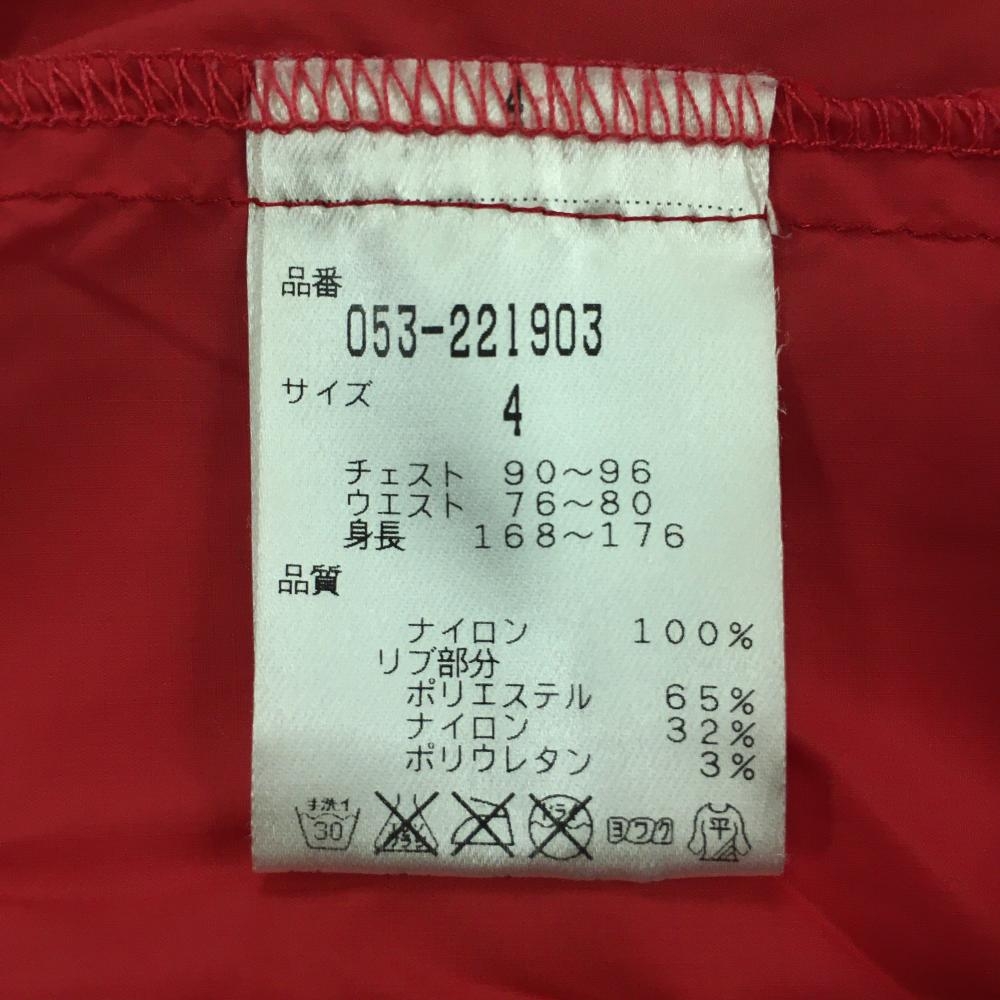 4
品番
053-221903
サイズ
4
チェスト 90～96
ウエスト 76～80
身長 168～176
品質
ナイロン 100%
リブ部分
ポリエステル 65%
ナイロン 32%
ポリウレタン 3%
手洗イ 30 ヨワク 平